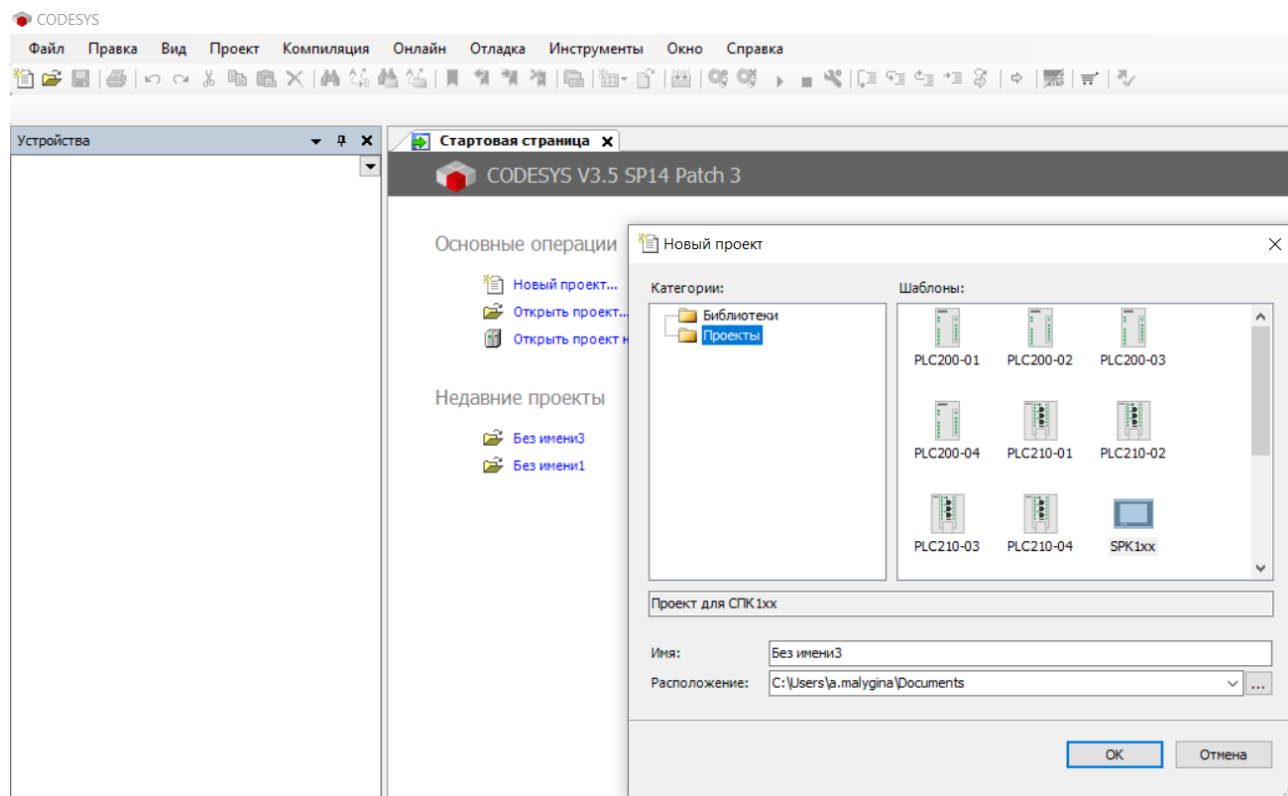 CODESYS
Файл Правка Вид Проект Компиляция Онлайн Отладка Инструменты Окно Справка
Устройства
Стартовая страница
CODESYS V3.5 SP14 Patch 3
Основные операции
Новый проект...
Открыть проект...
Открыть проект н
Недавние проекты
Без имени3
Без имени1
Новый проект
Категории:
Библиотеки
Проекты
Шаблоны:
PLC200-01 PLC200-02 PLC200-03
PLC200-04 PLC210-01 PLC210-02
PLC210-03 PLC210-04 SPK1xx
Проект для СПК1xx
Имя: Без имени3
Расположение: C:\Users\a.malygina\Documents
...
ОК Отмена